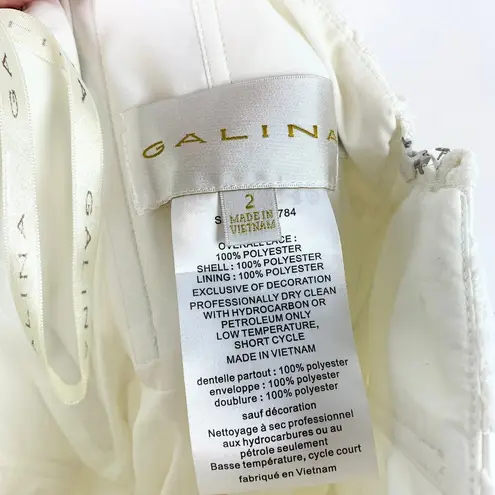 GALINA
2
MADE IN
VIETNAM
784
OVERALL LACE :
100% POLYESTER
SHELL : 100% POLYESTER
LINING : 100% POLYESTER
EXCLUSIVE OF DECORATION
PROFESSIONALLY DRY CLEAN
WITH HYDROCARBON OR
PETROLEUM ONLY
LOW TEMPERATURE,
SHORT CYCLE
MADE IN VIETNAM
dentelle partout : 100% polyester
enveloppe : 100% polyester
doublure : 100% polyester
sauf décoration
Nettoyage à sec professionnel
aux hydrocarbures ou au
pétrole seulement
Basse température, cycle court
fabriqué en Vietnam
GA
GALINA
ALINA